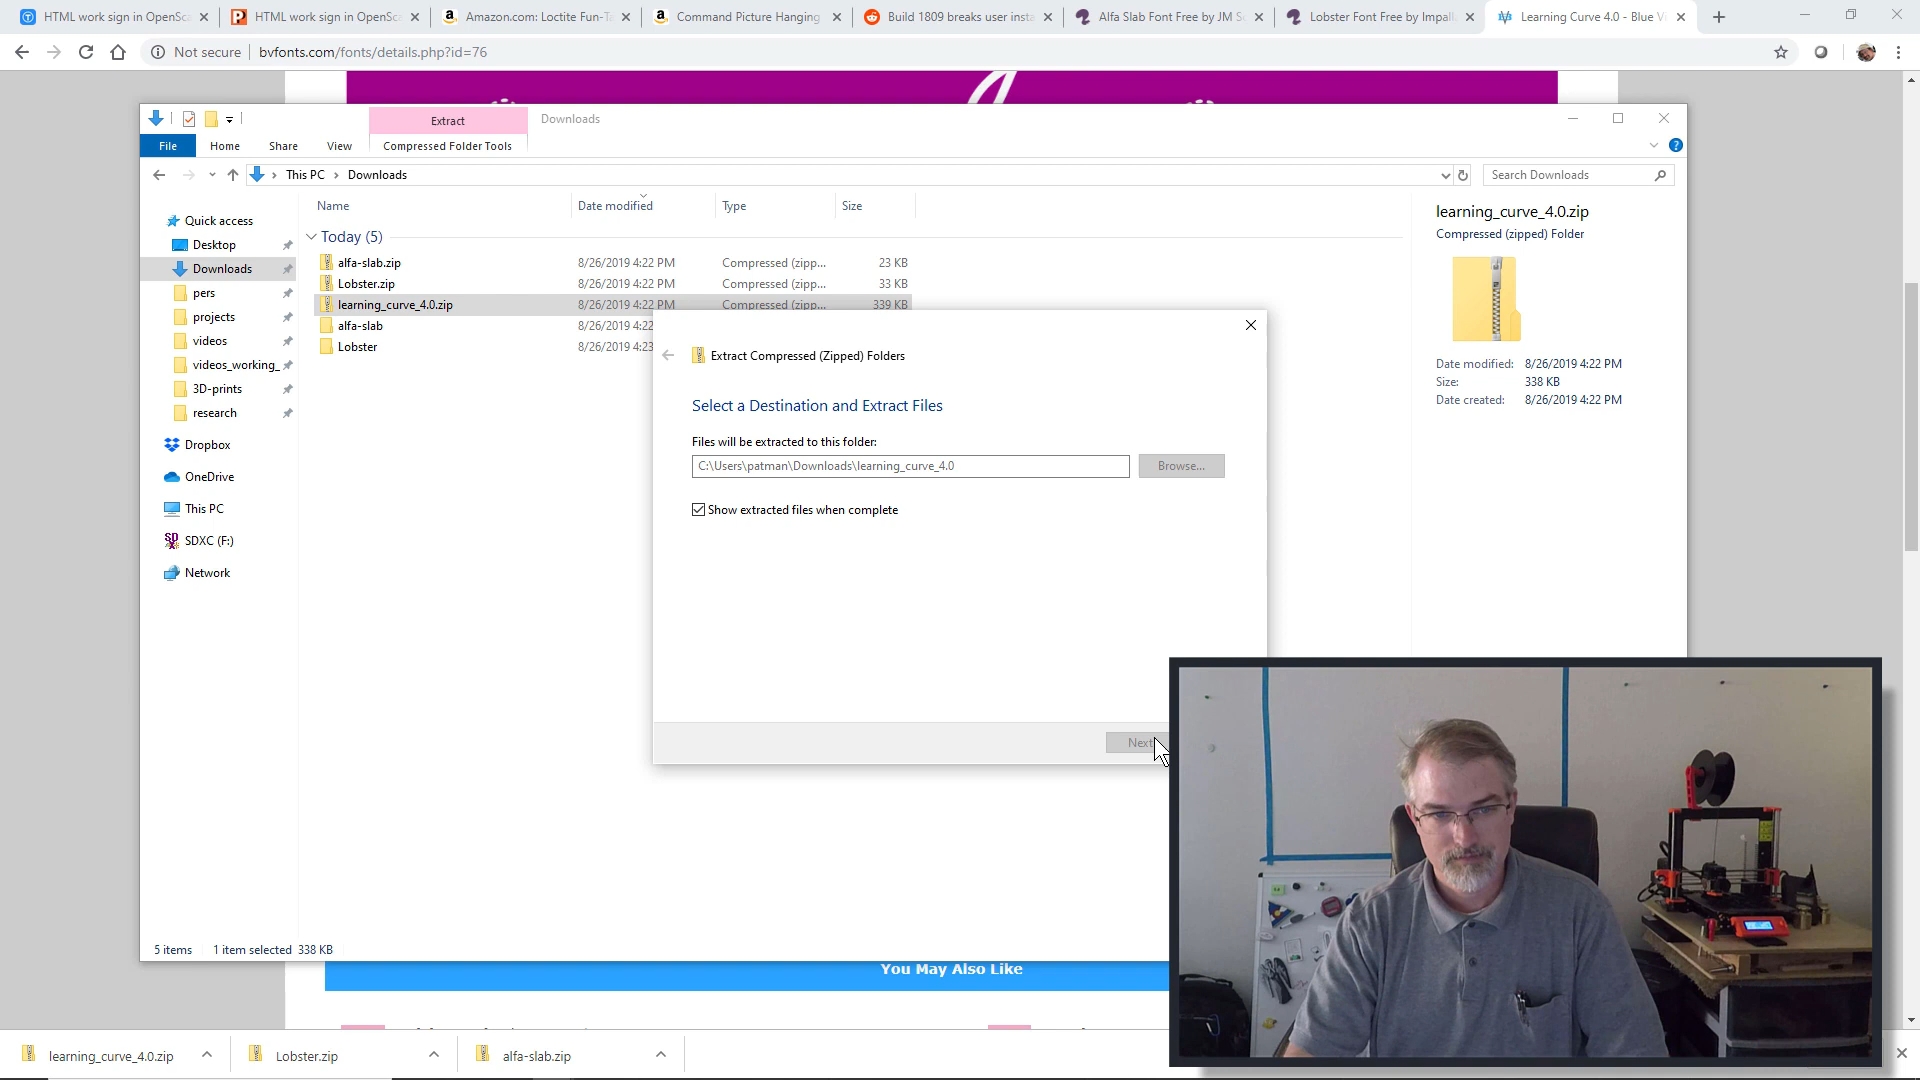 HTML work sign in OpenSca
HTML work sign in OpenSca
Amazon.com: Loctite Fun-Ta
Command Picture Hanging
Build 1809 breaks user insta
Alfa Slab Font Free by JM S
Lobster Font Free by Impall
Learning Curve 4.0 - Blue V
Not secure
bvfonts.com/fonts/details.php?id=76
Extract
Downloads
File
Home
Share
View
Compressed Folder Tools
This PC
Downloads
Search Downloads
Name
Date modified
Type
Size
Quick access
Desktop
Downloads
pers
projects
videos
videos_working_
3D-prints
research
Dropbox
OneDrive
This PC
SDXC (F:)
Network
Today (5)
alfa-slab.zip 8/26/2019 4:22 PM Compressed (zipp... 23 KB
Lobster.zip 8/26/2019 4:22 PM Compressed (zipp... 33 KB
learning_curve_4.0.zip 8/26/2019 4:22 PM Compressed (zipp... 339 KB
alfa-slab 8/26/2019 4:22
Lobster 8/26/2019 4:23
learning_curve_4.0.zip
Compressed (zipped) Folder
Date modified: 8/26/2019 4:22 PM
Size: 338 KB
Date created: 8/26/2019 4:22 PM
Extract Compressed (Zipped) Folders
Select a Destination and Extract Files
Files will be extracted to this folder:
C:\Users\patman\Downloads\learning_curve_4.0
Browse...
Show extracted files when complete
Next
5 items 1 item selected 338 KB
You May Also Like
learning_curve_4.0.zip
Lobster.zip
alfa-slab.zip